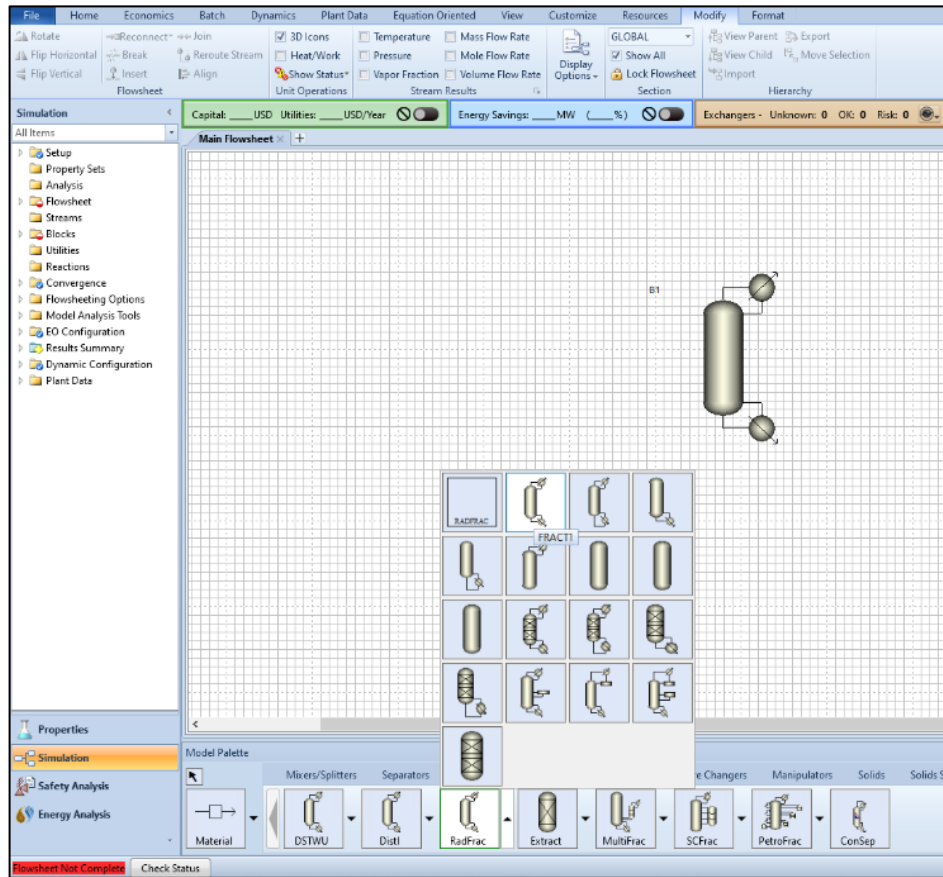 File Home Economics Batch Dynamics Plant Data Equation Oriented View Customize Resources Modify Format
Rotate Reconnect Join 3D Icons Temperature Mass Flow Rate GLOBAL View Parent Export
Flip Horizontal Break Reroute Stream Heat/Work Pressure Mole Flow Rate Display Options Show All View Child Move Selection
Flip Vertical Insert Align Show Status Vapor Fraction Volume Flow Rate Lock Flowsheet Import
Flowsheet Unit Operations Stream Results Section Hierarchy
Simulation < Capital: ____USD Utilities: ____USD/Year Energy Savings: ____MW (____%) Exchangers - Unknown: 0 OK: 0 Risk: 0
All Items Main Flowsheet × +
Setup
Property Sets
Analysis
Flowsheet
Streams
Blocks
Utilities
Reactions
Convergence
Flowsheeting Options
Model Analysis Tools
EO Configuration
Results Summary
Dynamic Configuration
Plant Data
B1
RADFRAC
FRACT1
Properties
Simulation
Safety Analysis
Energy Analysis
Model Palette
Mixers/Splitters Separators e Changers Manipulators Solids Solids S
Material DSTWU Distl RadFrac Extract MultiFrac SCFrac PetroFrac ConSep
Flowsheet Not Complete Check Status